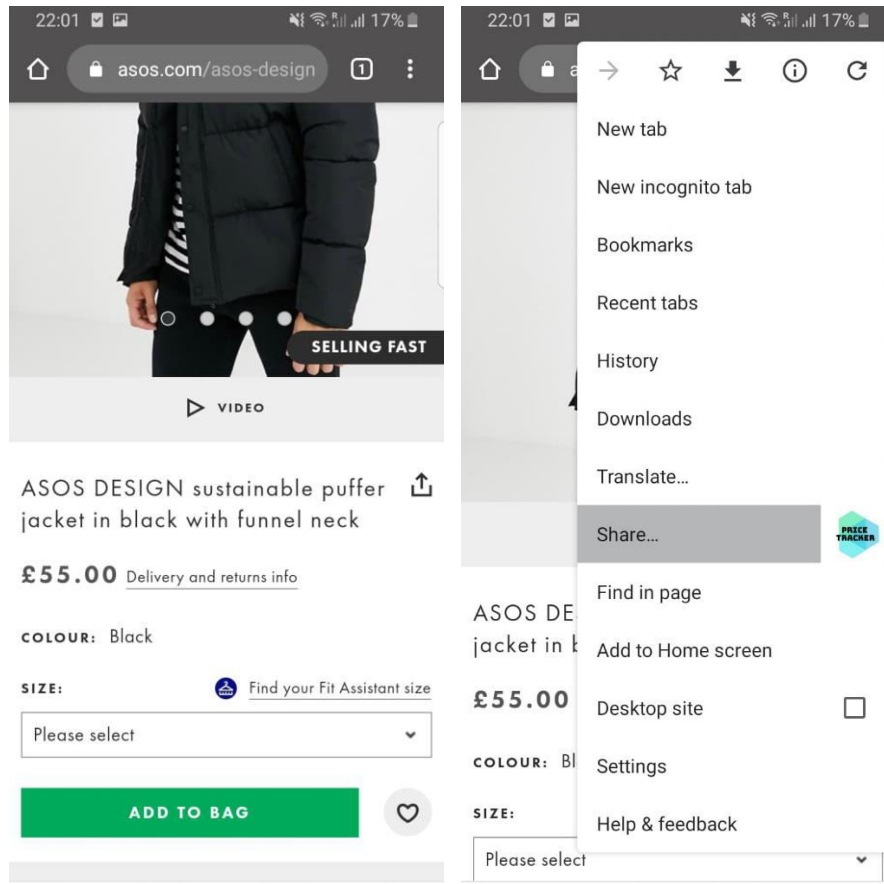 22:01
17%
asos.com/asos-design
1
SELLING FAST
VIDEO
ASOS DESIGN sustainable puffer
jacket in black with funnel neck
£55.00 Delivery and returns info
COLOUR: Black
SIZE:
Find your Fit Assistant size
Please select
ADD TO BAG
22:01
17%
a
New tab
New incognito tab
Bookmarks
Recent tabs
History
Downloads
Translate…
Share…
PRICE
TRACKER
Find in page
Add to Home screen
Desktop site
Settings
Help & feedback
ASOS DE
jacket in b
£55.00
COLOUR: Bl
SIZE:
Please select